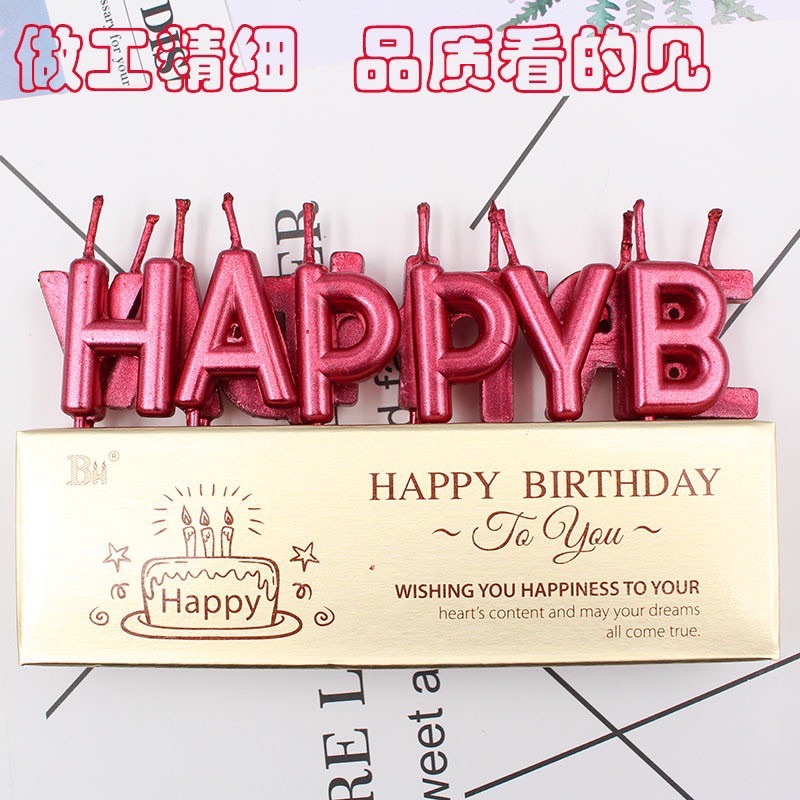 做工精细 品质看的见
HAPPYB
BH®
HAPPY BIRTHDAY
~ To You ~
Happy
WISHING YOU HAPPINESS TO YOUR
heart's content and may your dreams
all come true.